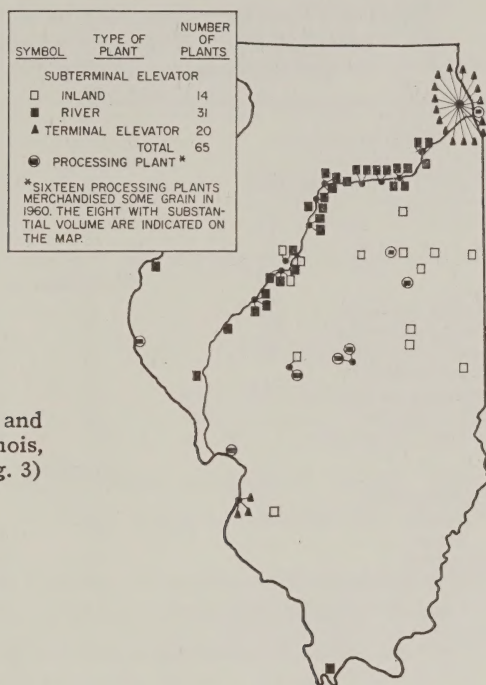 SYMBOL TYPE OF PLANT NUMBER OF PLANTS
SUBTERMINAL ELEVATOR
INLAND 14
RIVER 31
TERMINAL ELEVATOR 20
TOTAL 65
PROCESSING PLANT*
*SIXTEEN PROCESSING PLANTS
MERCHANDISED SOME GRAIN IN
1960. THE EIGHT WITH SUBSTAN-
TIAL VOLUME ARE INDICATED ON
THE MAP.
and
nois,
g. 3)